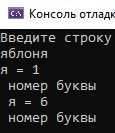 Консоль отладк
Введите строку
яблоня
я = 1
 номер буквы
 я = 6
 номер буквы